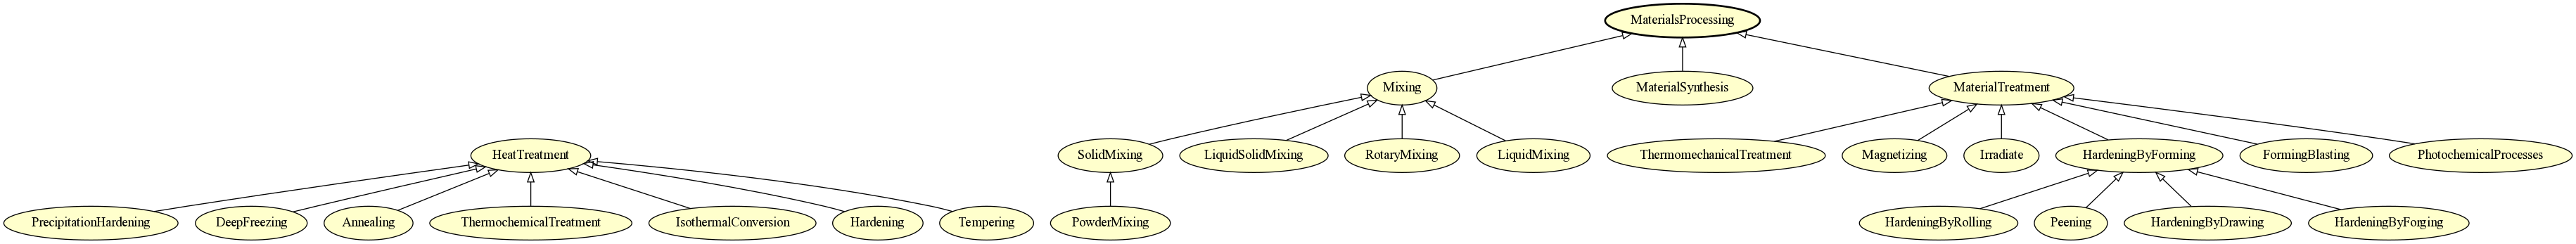 MaterialsProcessing
Mixing
MaterialSynthesis
MaterialTreatment
HeatTreatment
SolidMixing
LiquidSolidMixing
RotaryMixing
LiquidMixing
ThermomechanicalTreatment
Magnetizing
Irradiate
HardeningByForming
FormingBlasting
PhotochemicalProcesses
PrecipitationHardening
DeepFreezing
Annealing
ThermochemicalTreatment
IsothermalConversion
Hardening
Tempering
PowderMixing
HardeningByRolling
Peening
HardeningByDrawing
HardeningByForging